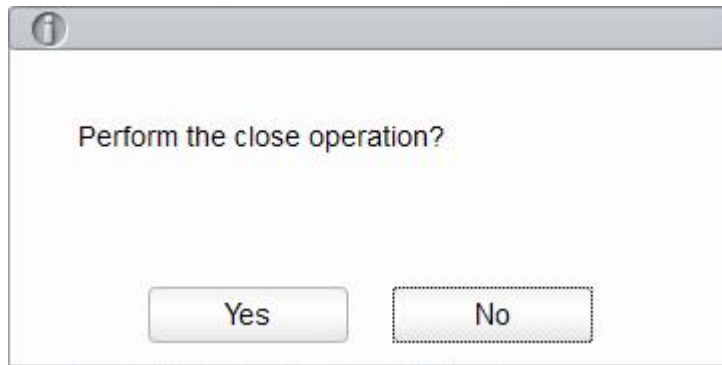 Perform the close operation?
Yes No